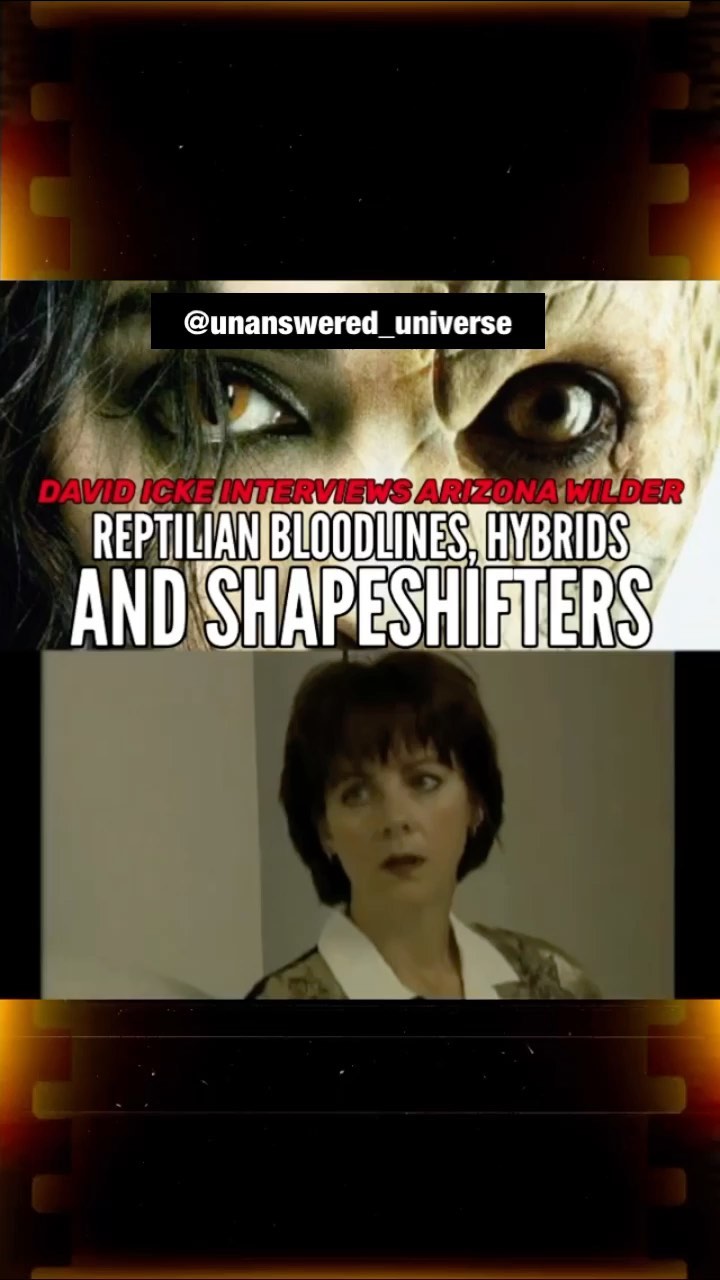 @unanswered_universe
DAVID ICKE INTERVIEWS ARIZONA WILDER
REPTILIAN BLOODLINES, HYBRIDS
AND SHAPESHIFTERS